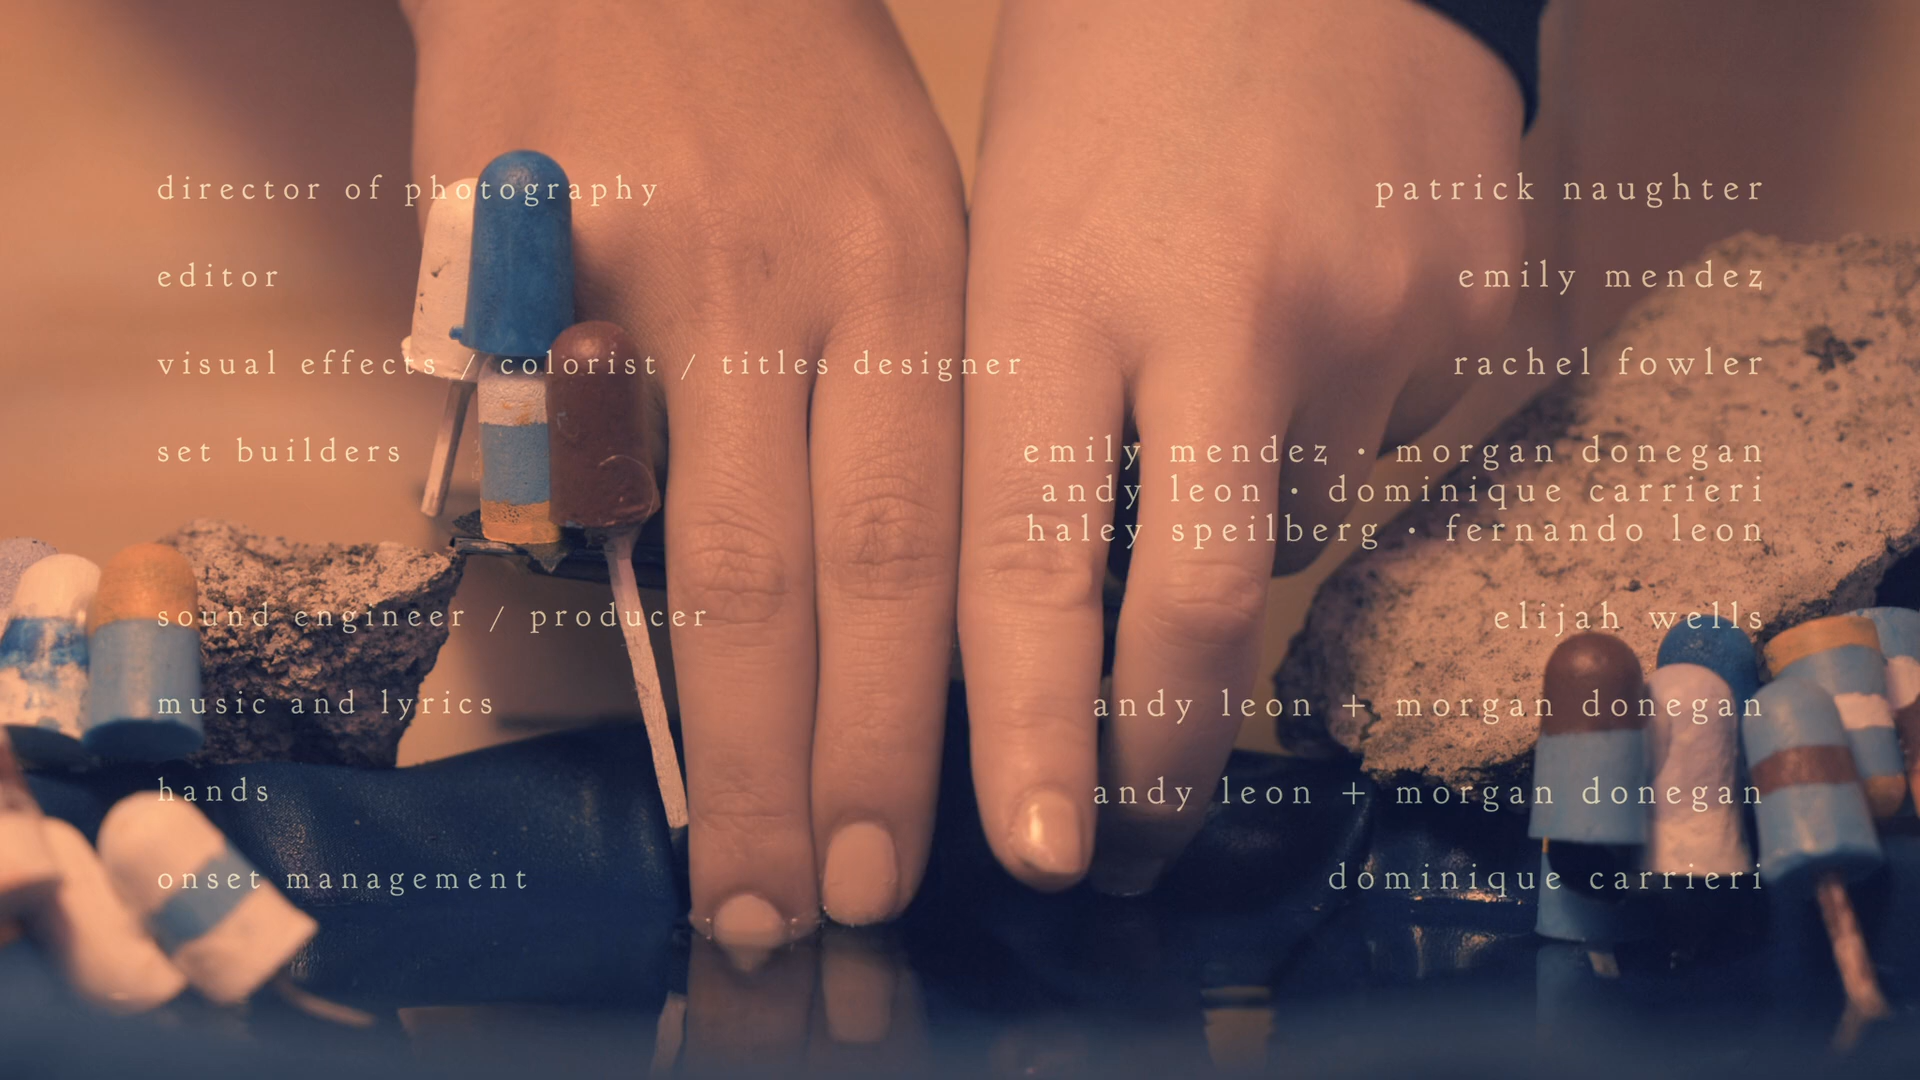 director of photography patrick naughter
editor emily mendez
visual effects / colorist / titles designer rachel fowler
set builders emily mendez · morgan donegan
andy leon · dominique carrieri
haley speilberg · fernando leon
sound engineer / producer elijah wells
music and lyrics andy leon + morgan donegan
hands andy leon + morgan donegan
onset management dominique carrieri